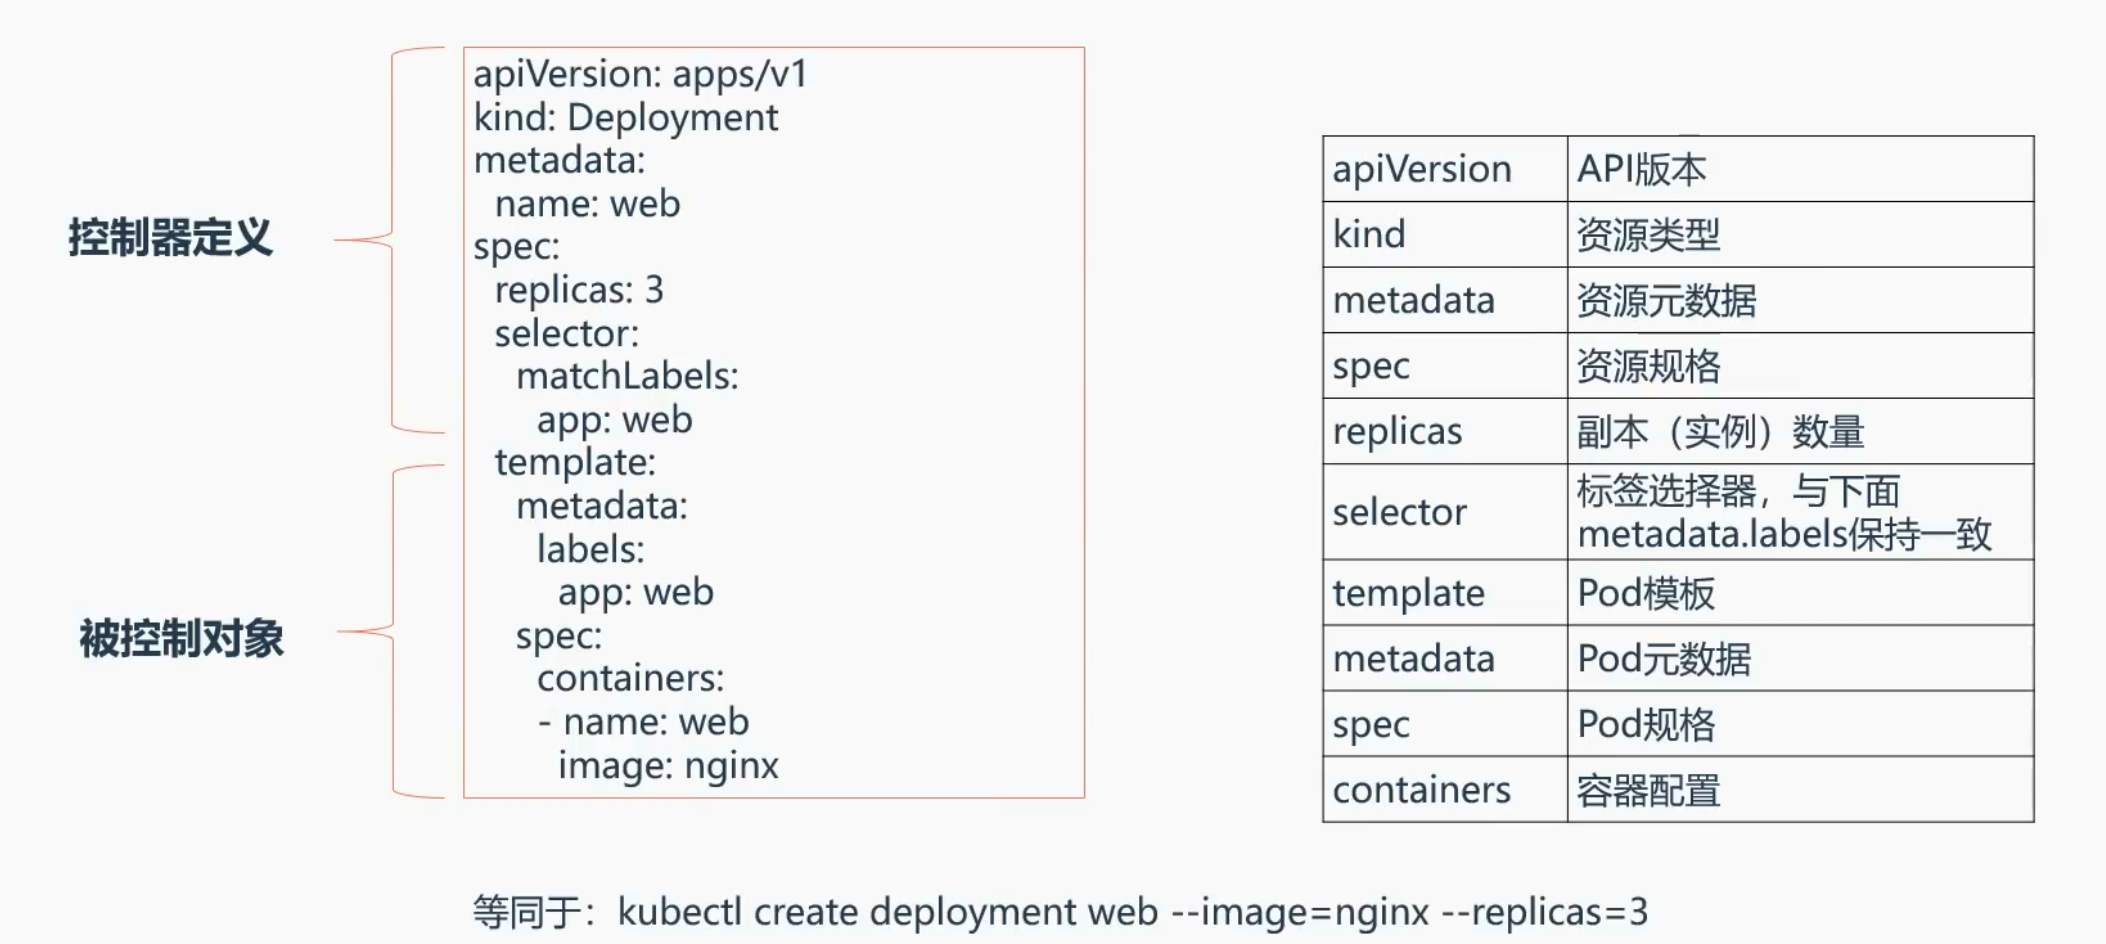 控制器定义
apiVersion: apps/v1
kind: Deployment
metadata:
  name: web
spec:
  replicas: 3
  selector:
    matchLabels:
      app: web
被控制对象
  template:
    metadata:
      labels:
        app: web
    spec:
      containers:
      - name: web
        image: nginx
apiVersion API版本
kind 资源类型
metadata 资源元数据
spec 资源规格
replicas 副本（实例）数量
selector 标签选择器，与下面
metadata.labels保持一致
template Pod模板
metadata Pod元数据
spec Pod规格
containers 容器配置
等同于：kubectl create deployment web --image=nginx --replicas=3